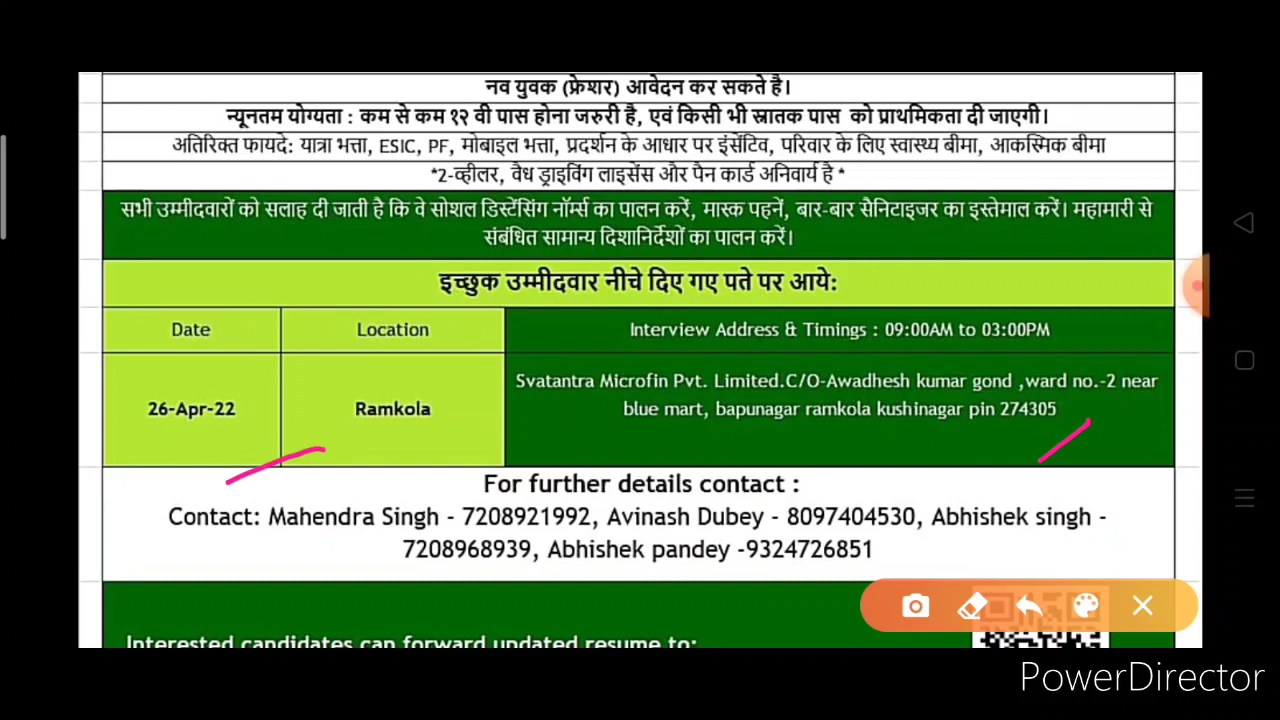 नव युवक (फ्रेशर) आवेदन कर सकते है।
न्यूनतम योग्यता : कम से कम १२ वी पास होना जरुरी है, एवं किसी भी स्नातक पास को प्राथमिकता दी जाएगी।
अतिरिक्त फायदे: यात्रा भत्ता, ESIC, PF, मोबाइल भत्ता, प्रदर्शन के आधार पर इंसेंटिव, परिवार के लिए स्वास्थ्य बीमा, आकस्मिक बीमा
*2-व्हीलर, वेध ड्राइविंग लाइसेंस और पैन कार्ड अनिवार्य है *
सभी उम्मीदवारों को सलाह दी जाती है कि वे सोशल डिस्टेंसिंग नॉर्म्स का पालन करें, मास्क पहनें, बार-बार सैनिटाइजर का इस्तेमाल करें। महामारी से
संबंधित सामान्य दिशानिर्देशों का पालन करें।
इच्छुक उम्मीदवार नीचे दिए गए पते पर आये:
Date Location Interview Address & Timings : 09:00AM to 03:00PM
Svatantra Microfin Pvt. Limited.C/O-Awadhesh kumar gond ,ward no.-2 near
26-Apr-22 Ramkola blue mart, bapunagar ramkola kushinagar pin 274305
For further details contact :
Contact: Mahendra Singh - 7208921992, Avinash Dubey - 8097404530, Abhishek singh -
7208968939, Abhishek pandey -9324726851
Interested candidates can forward updated resume to:
PowerDirector